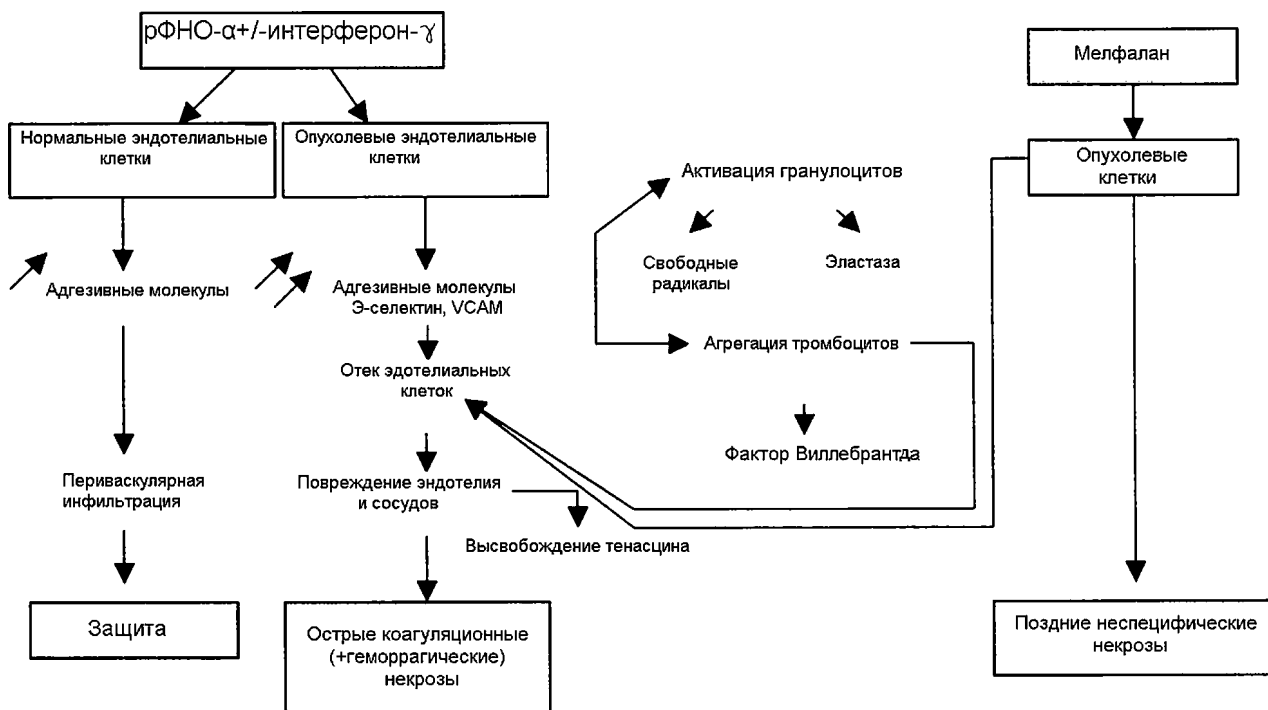 рФНО-α+/-интерферон-γ
Мелфалан
Нормальные эндотелиальные
клетки
Опухолевые эндотелиальные
клетки
Опухолевые
клетки
Активация гранулоцитов
Свободные
радикалы
Эластаза
Адгезивные молекулы
Адгезивные молекулы
Э-селектин, VCAM
Агрегация тромбоцитов
Отек эдотелиальных
клеток
Фактор Виллебрантда
Периваскулярная
инфильтрация
Повреждение эндотелия
и сосудов
Высвобождение тенасцина
Защита
Острые коагуляционные
(+геморрагические)
некрозы
Поздние неспецифические
некрозы